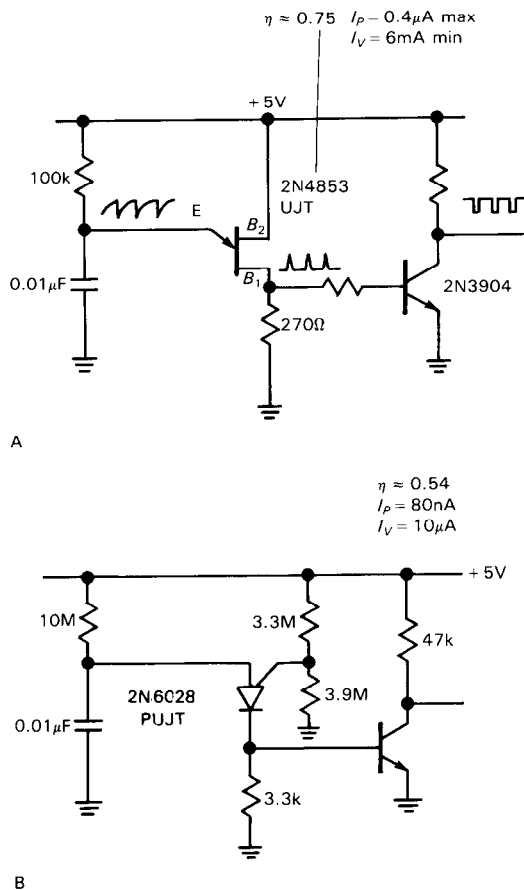 η ≈ 0.75 I_P – 0.4μA max
I_V = 6mA min
+5V
100k
2N4853
UJT
E
B₂
B₁
0.01μF
2N3904
270Ω
A
η ≈ 0.54
I_P = 80nA
I_V = 10μA
+5V
10M
3.3M
47k
2N6028
PUJT
3.9M
0.01μF
3.3k
B